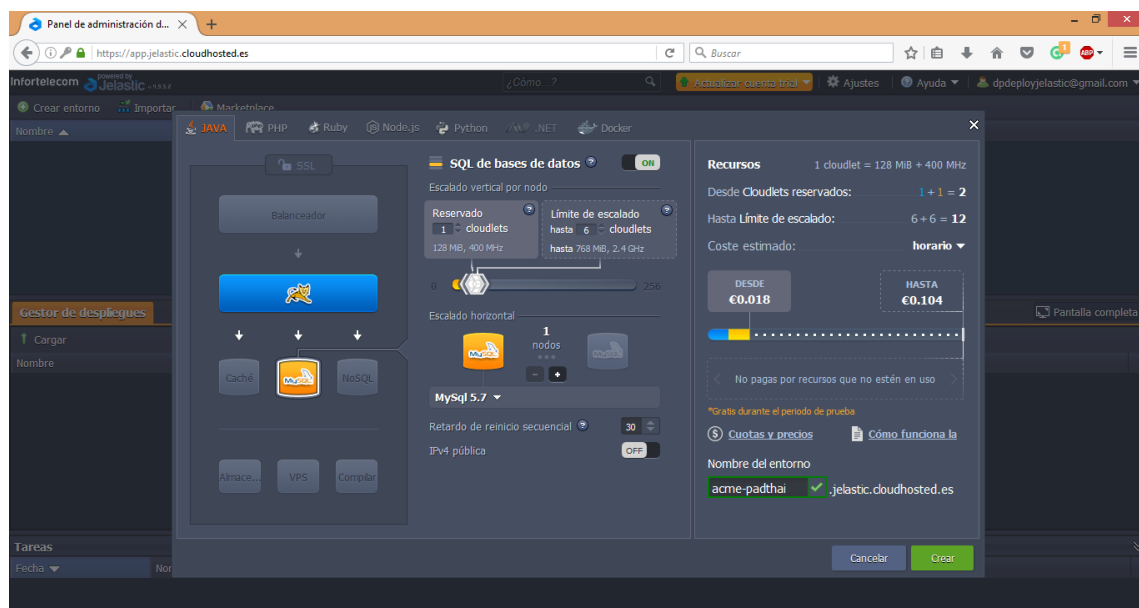 Panel de administración d...
https://app.jelastic.cloudhosted.es
Buscar
Infortelecom
powered by
Jelastic
¿Cómo...?
Actualizar cuenta trial
Ajustes
Ayuda
dpdeployjelastic@gmail.com
Crear entorno
Importar
Marketplace
Nombre
JAVA
PHP
Ruby
Node.js
Python
.NET
Docker
SSL
Balanceador
Caché
MySQL
NoSQL
Almace...
VPS
Compilar
SQL de bases de datos
ON
Escalado vertical por nodo
Reservado
1 cloudlets
128 MiB, 400 MHz
Límite de escalado
hasta 6 cloudlets
hasta 768 MiB, 2.4 GHz
0
256
Escalado horizontal
1
nodos
MySQL
MySQL
MySql 5.7
Retardo de reinicio secuencial
30
IPv4 pública
OFF
Recursos
1 cloudlet = 128 MiB + 400 MHz
Desde Cloudlets reservados: 1 + 1 = 2
Hasta Límite de escalado: 6 + 6 = 12
Coste estimado: horario
DESDE
€0.018
HASTA
€0.104
No pagas por recursos que no estén en uso
*Gratis durante el periodo de prueba
Cuotas y precios
Cómo funciona la
Nombre del entorno
acme-padthai .jelastic.cloudhosted.es
Cancelar
Crear
Gestor de despliegues
Pantalla completa
Cargar
Nombre
Tareas
Fecha
Nor